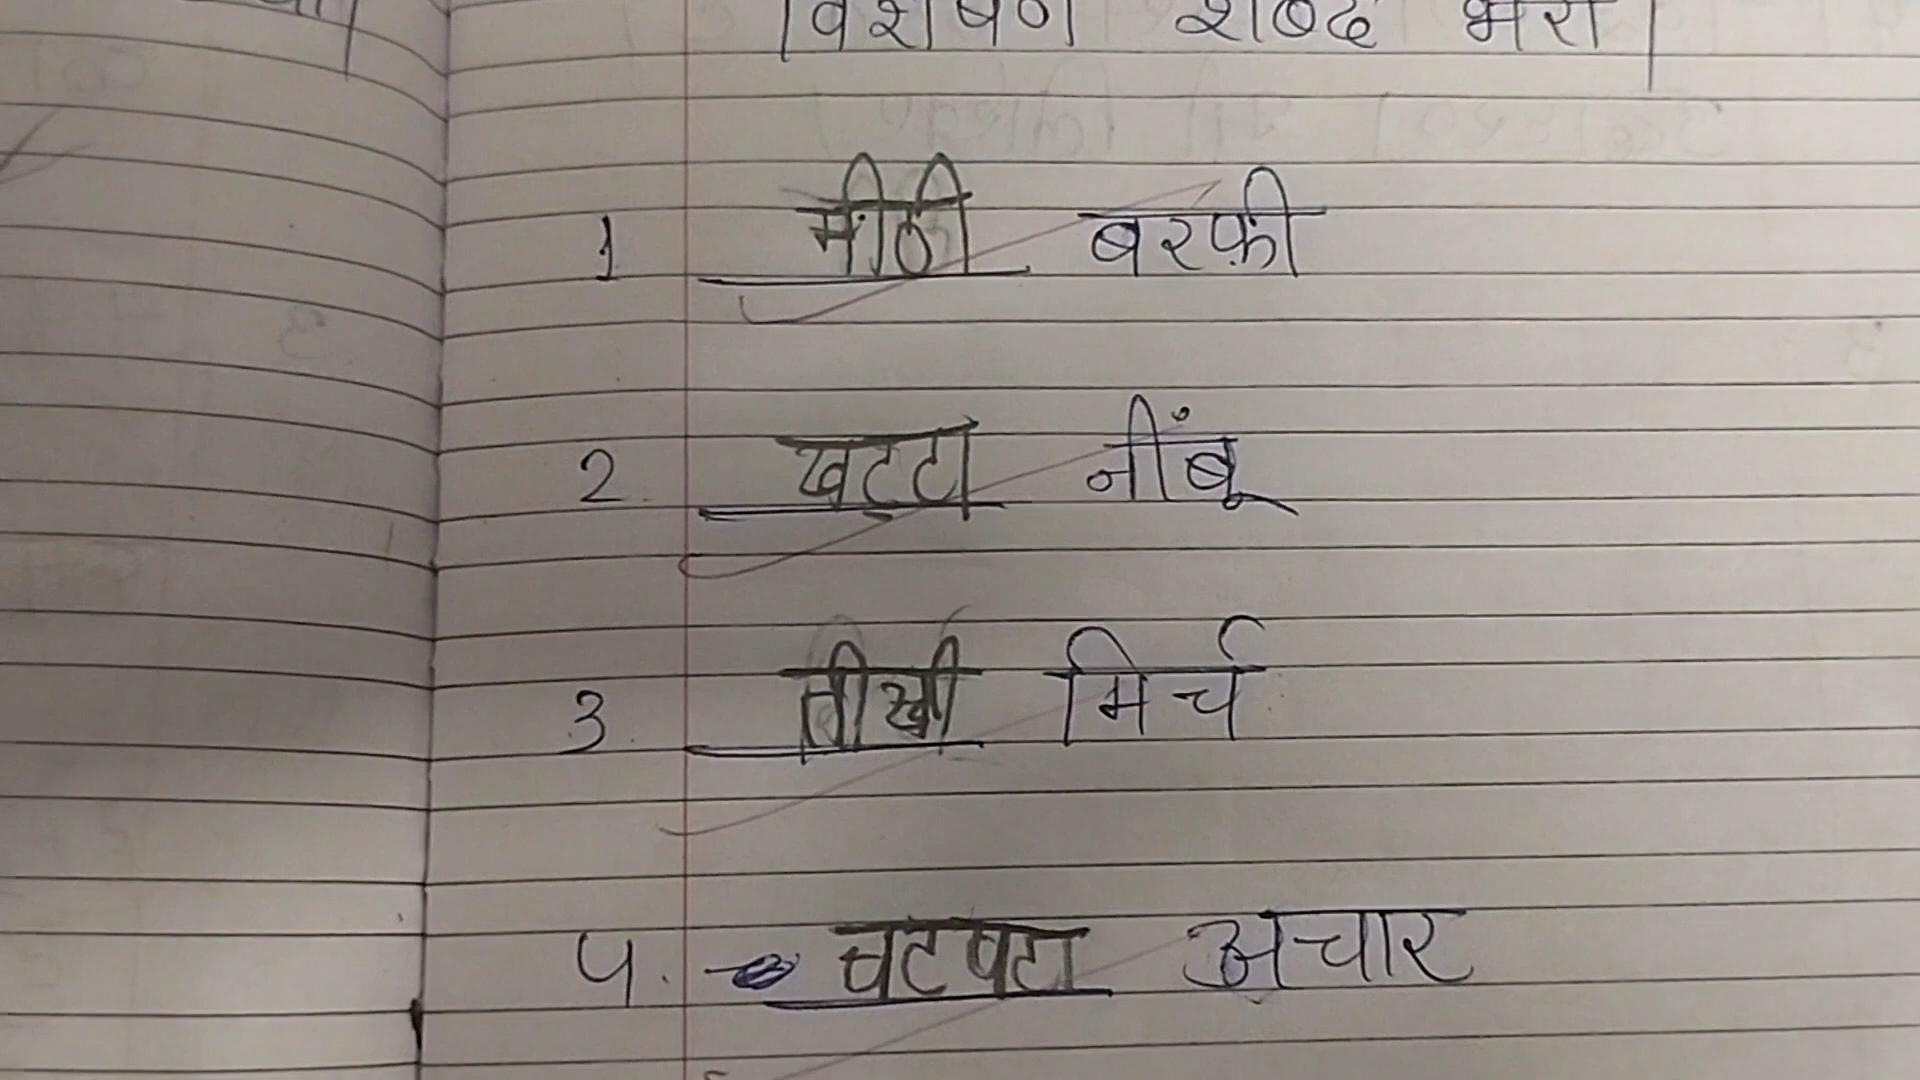 विशेषण शब्द भरो।
1 मीठी बरफ़ी
2. खट्टा नींबू
3. तीखी मिर्च
4. चटपटा अचार